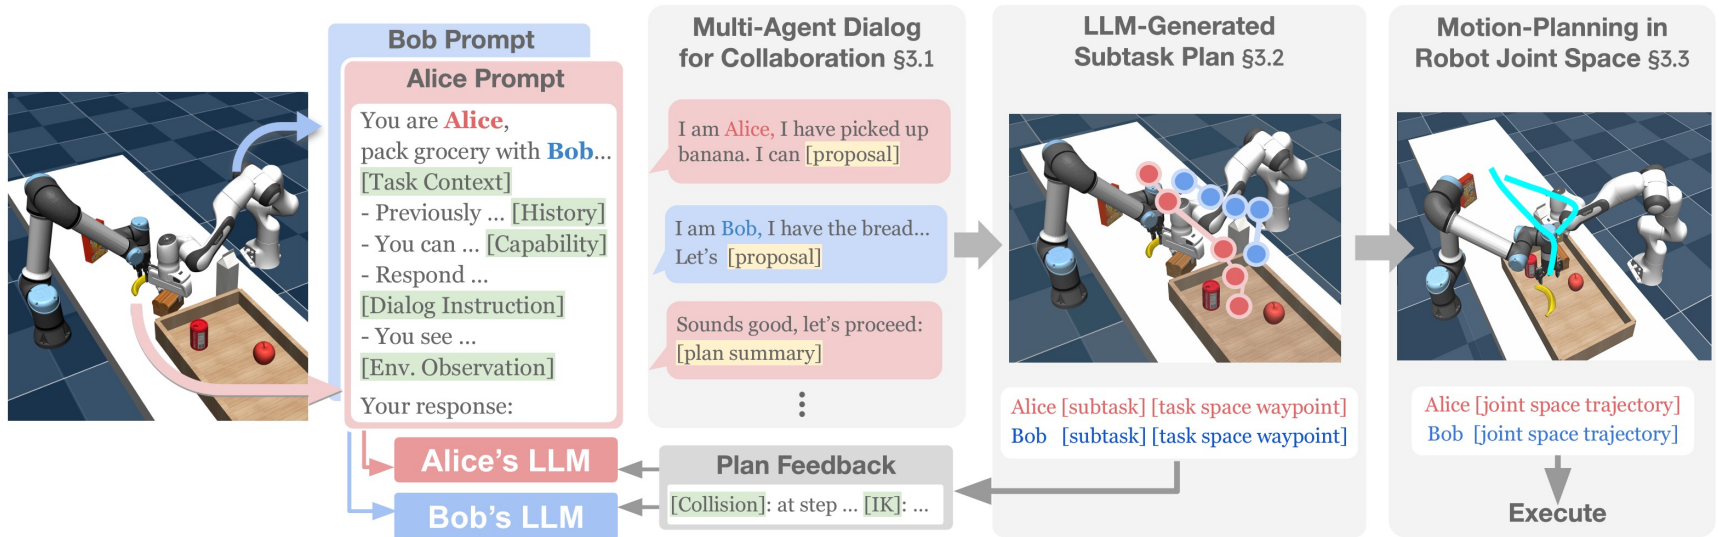 Bob Prompt
Alice Prompt
You are Alice,
pack grocery with Bob...
[Task Context]
- Previously ... [History]
- You can ... [Capability]
- Respond ...
[Dialog Instruction]
- You see ...
[Env. Observation]
Your response:
Alice's LLM
Bob's LLM
Multi-Agent Dialog
for Collaboration §3.1
I am Alice, I have picked up
banana. I can [proposal]
I am Bob, I have the bread...
Let's [proposal]
Sounds good, let's proceed:
[plan summary]
Plan Feedback
[Collision]: at step ... [IK]: ...
LLM-Generated
Subtask Plan §3.2
Alice [subtask] [task space waypoint]
Bob [subtask] [task space waypoint]
Motion-Planning in
Robot Joint Space §3.3
Alice [joint space trajectory]
Bob [joint space trajectory]
Execute